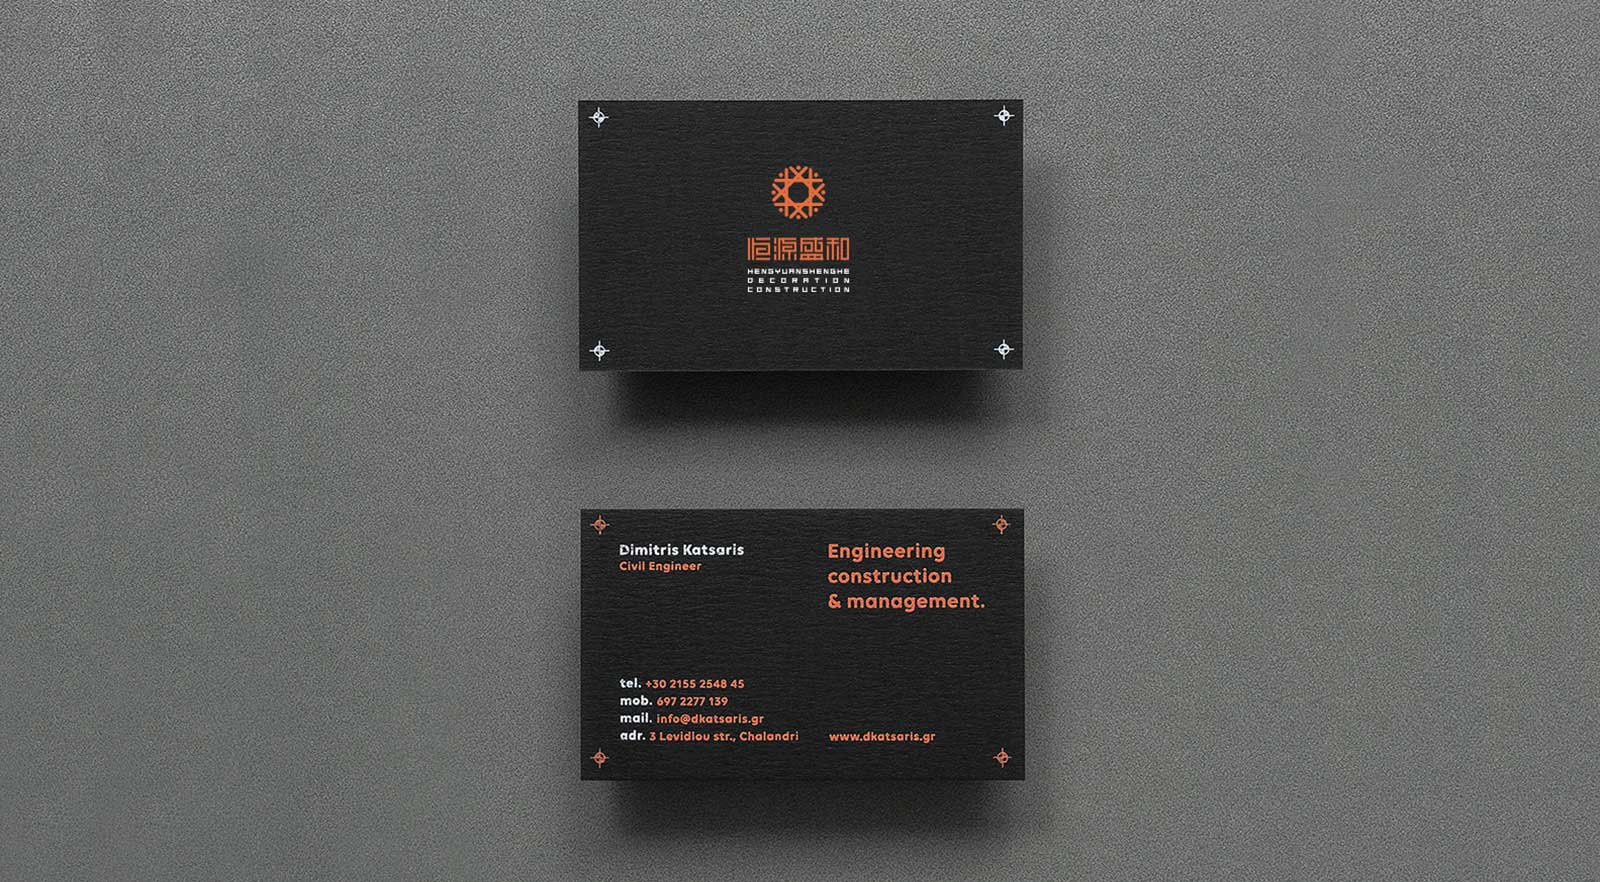 恒源盛和
HENGYUANSHENGHE
DECORATION
CONSTRUCTION
Dimitris Katsaris
Civil Engineer
Engineering
construction
& management.
tel. +30 2155 2548 45
mob. 697 2277 139
mail. info@dkatsaris.gr
adr. 3 Levidlou str., Chalandri
www.dkatsaris.gr